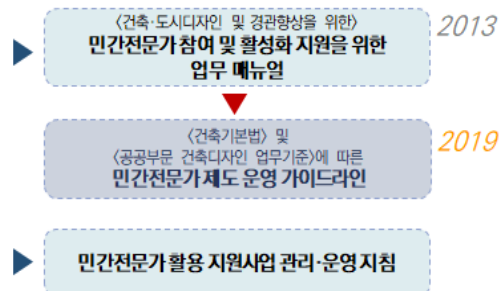 〈건축·도시디자인 및 경관향상을 위한〉
2013
민간전문가 참여 및 활성화 지원을 위한
업무 매뉴얼
〈건축기본법〉 및
2019
〈공공부문 건축디자인 업무기준〉에 따른
민간전문가 제도 운영 가이드라인
민간전문가 활용 지원사업 관리·운영 지침